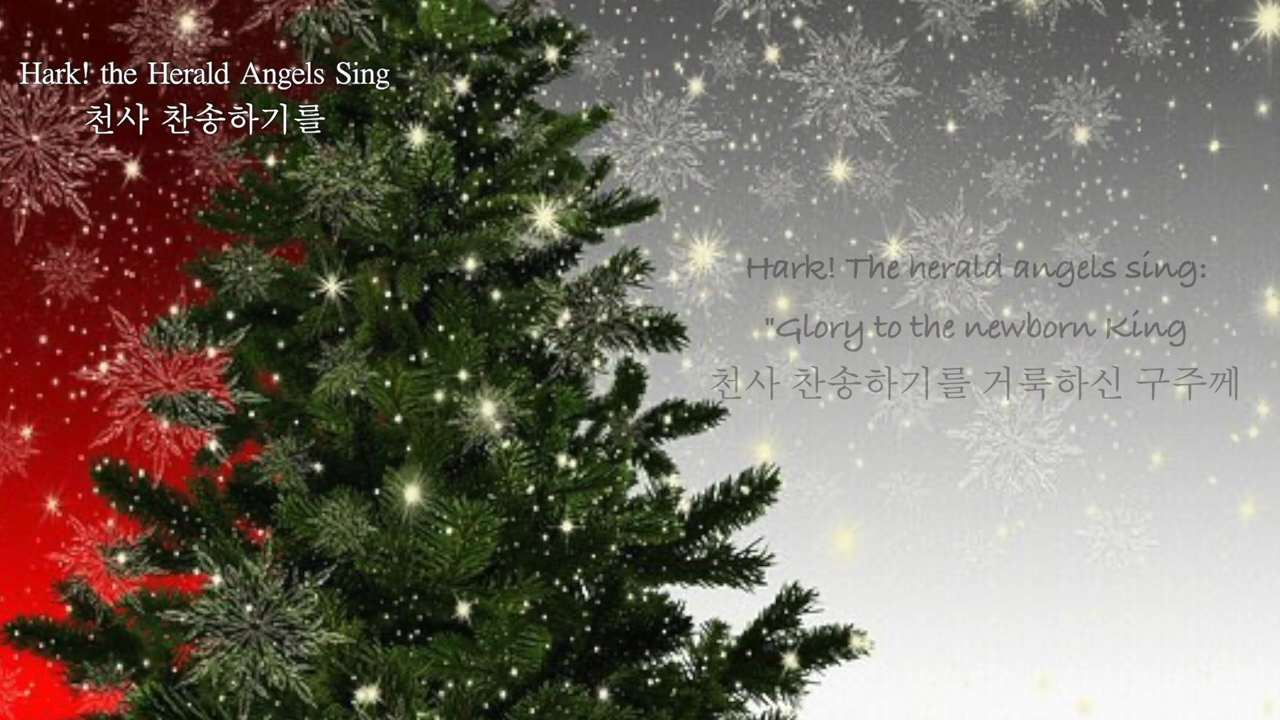 Hark! the Herald Angels Sing
천사 찬송하기를
Hark! The herald angels sing:
"Glory to the newborn King
천사 찬송하기를 거룩하신 구주께